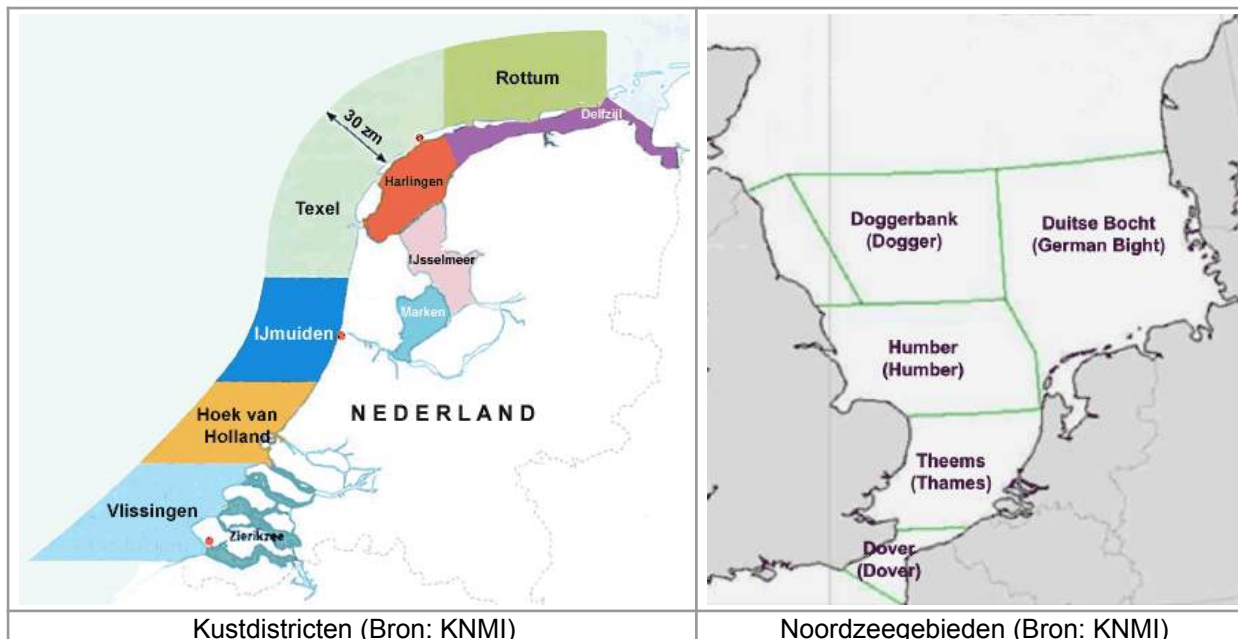 Rottum
Delfzijl
30 zm
Harlingen
Texel
IJsselmeer
Marken
IJmuiden
Hoek van
Holland
NEDERLAND
Vlissingen
Zierikzee
Kustdistricten (Bron: KNMI)
Doggerbank
(Dogger)
Duitse Bocht
(German Bight)
Humber
(Humber)
Theems
(Thames)
Dover
(Dover)
Noordzeegebieden (Bron: KNMI)